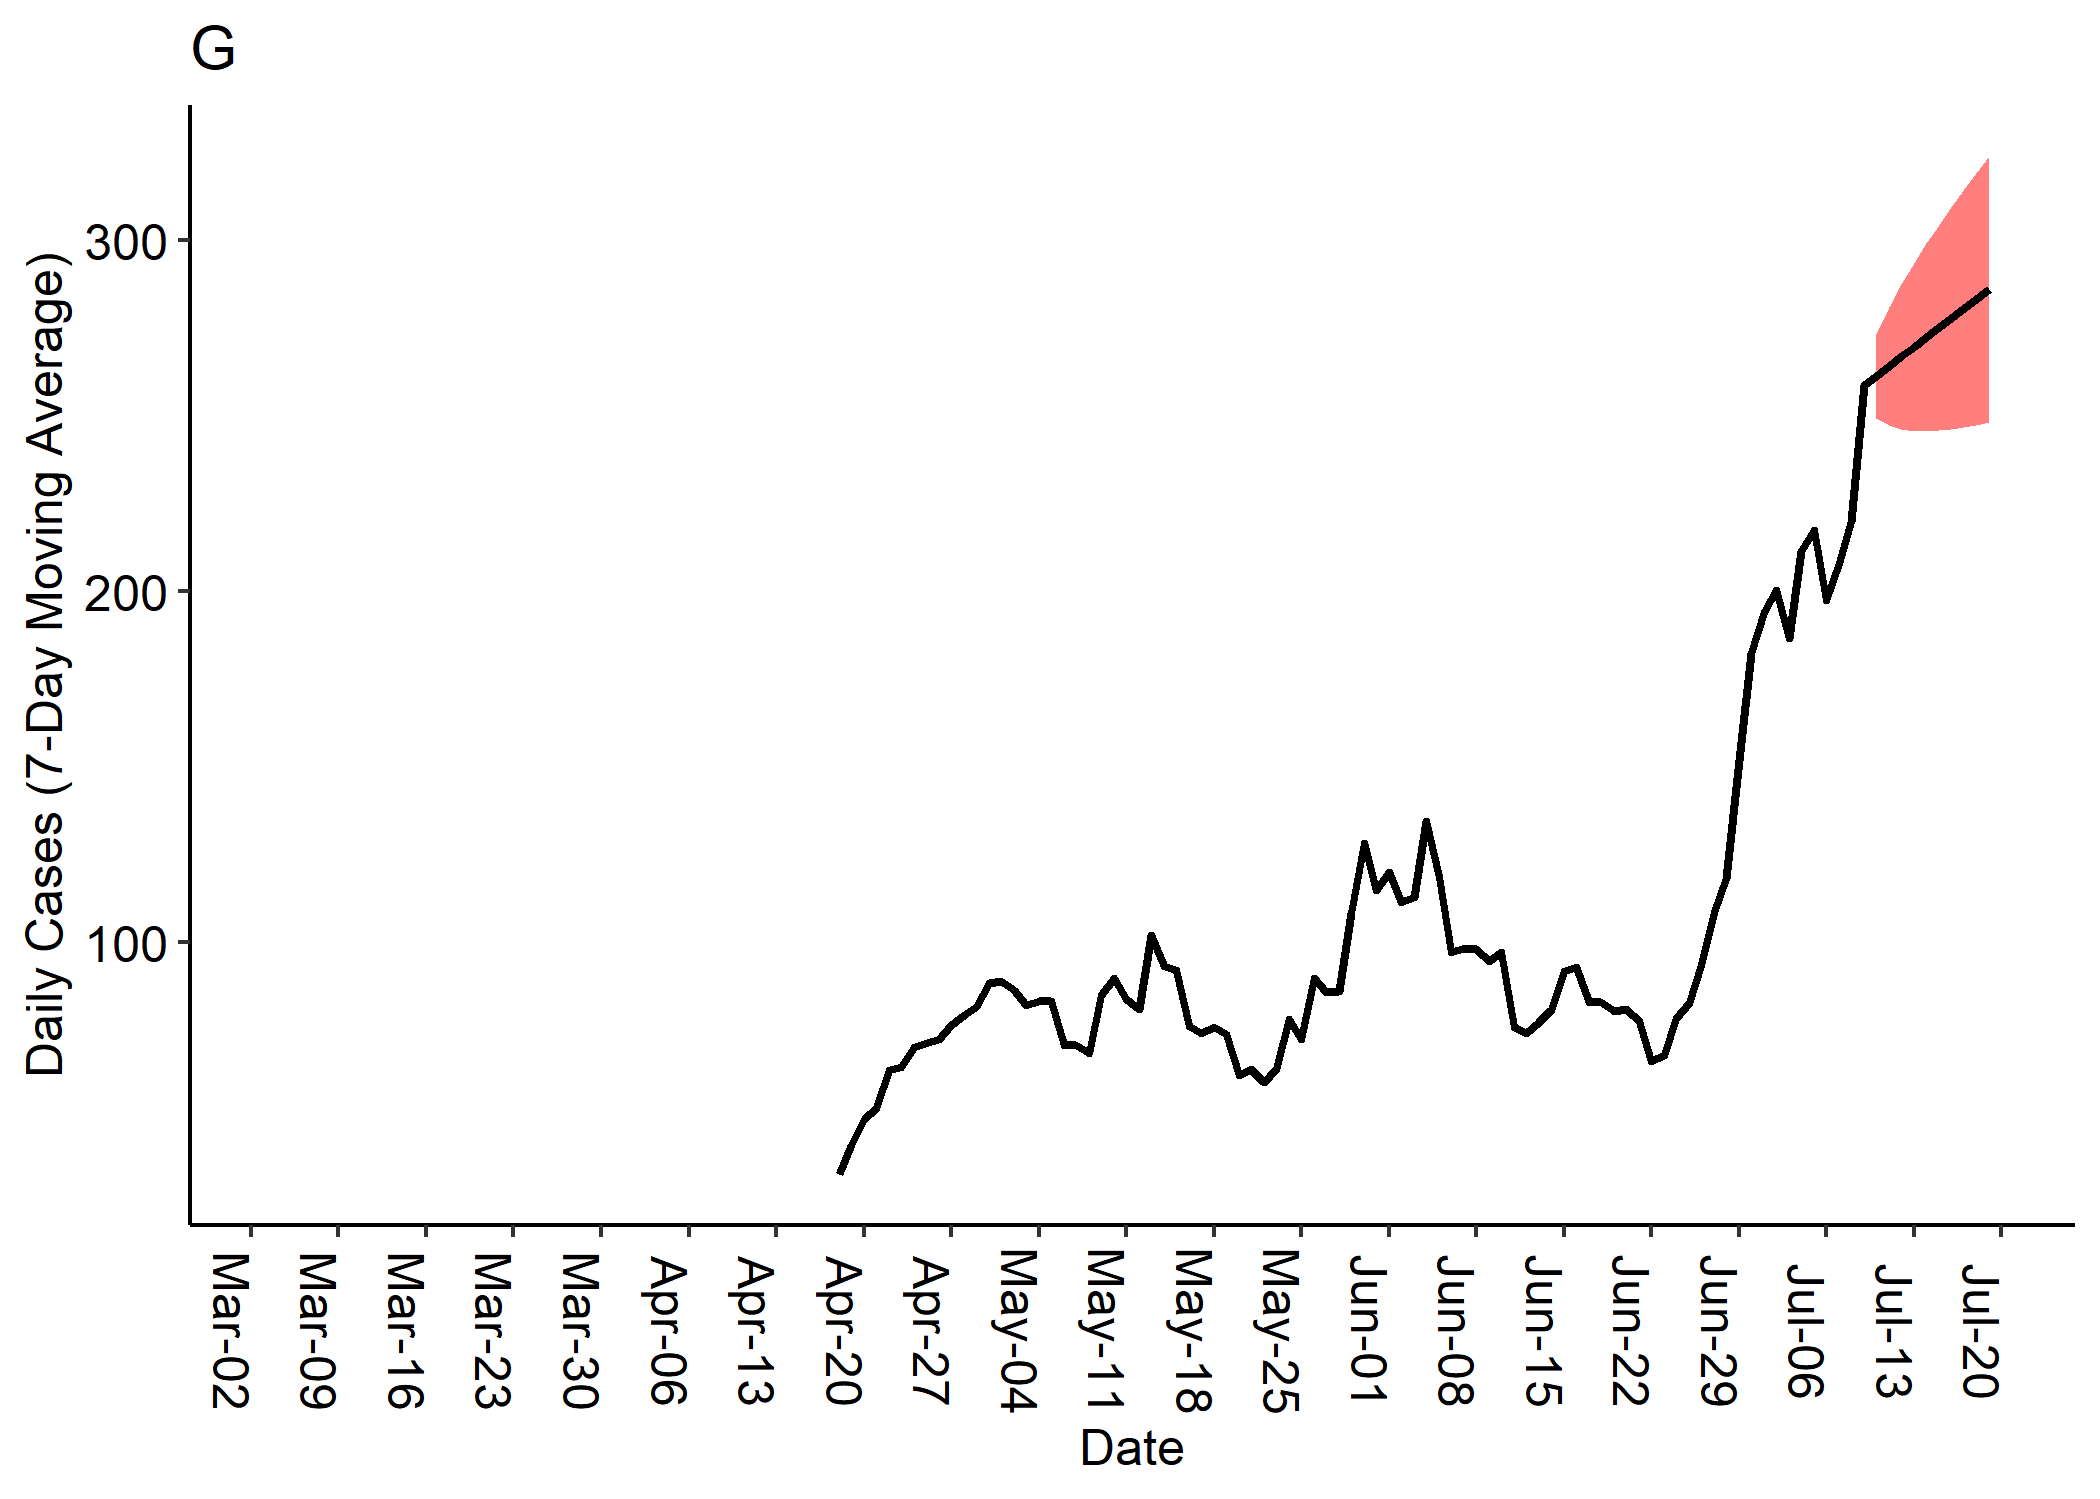 G
Daily Cases (7-Day Moving Average)
300
200
100
Mar-02
Mar-09
Mar-16
Mar-23
Mar-30
Apr-06
Apr-13
Apr-20
Apr-27
May-04
May-11
May-18
May-25
Jun-01
Jun-08
Jun-15
Jun-22
Jun-29
Jul-06
Jul-13
Jul-20
Date